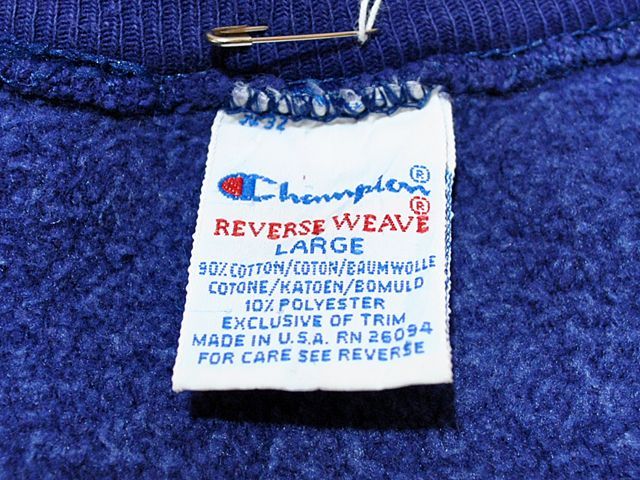 Champion®
REVERSE WEAVE®
LARGE
90% COTTON/COTON/BAUMWOLLE
COTONE/KATOEN/BOMULD
10% POLYESTER
EXCLUSIVE OF TRIM
MADE IN U.S.A. RN 26094
FOR CARE SEE REVERSE